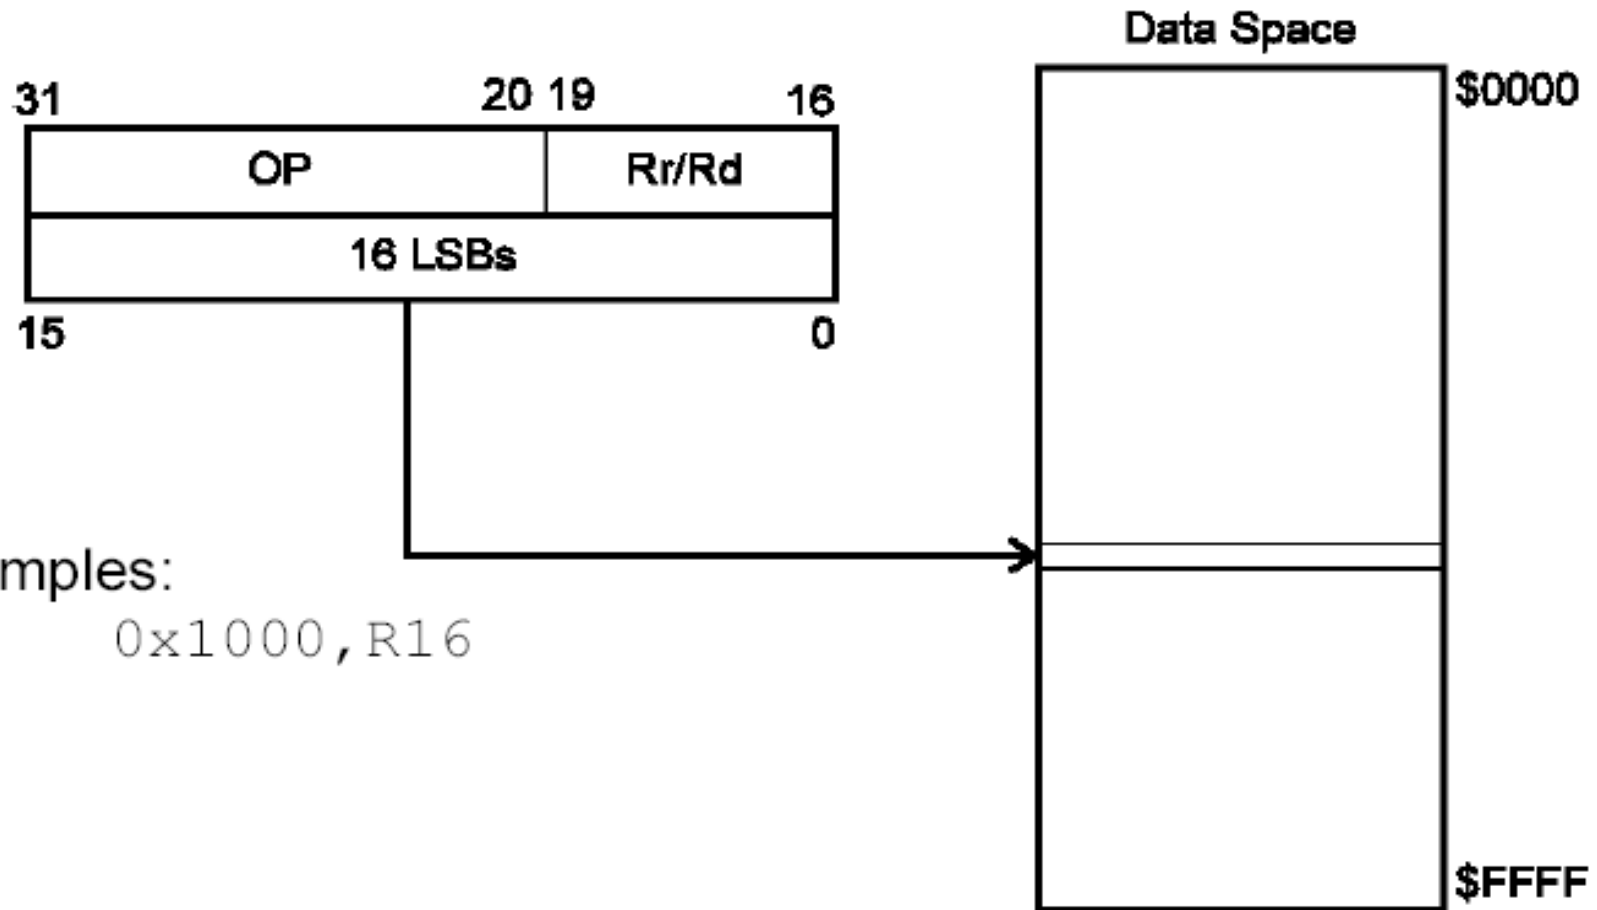 Data Space
$0000
31 20 19 16
OP Rr/Rd
16 LSBs
15 0
mples:
0x1000,R16
$FFFF